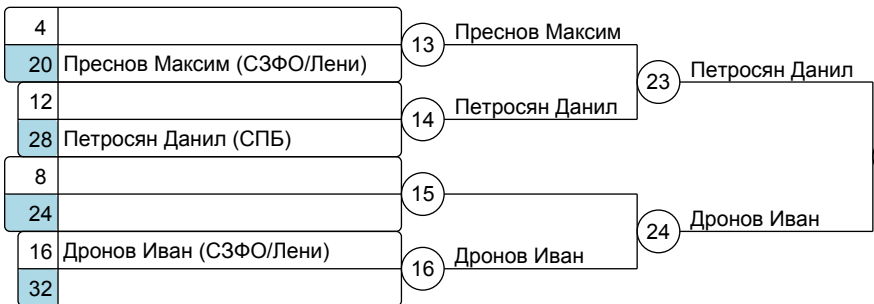 4
20 Преснов Максим (СЗФО/Лени)
12
28 Петросян Данил (СПБ)
8
24
16 Дронов Иван (СЗФО/Лени)
32
13 Преснов Максим
14 Петросян Данил
15
16 Дронов Иван
23 Петросян Данил
24 Дронов Иван